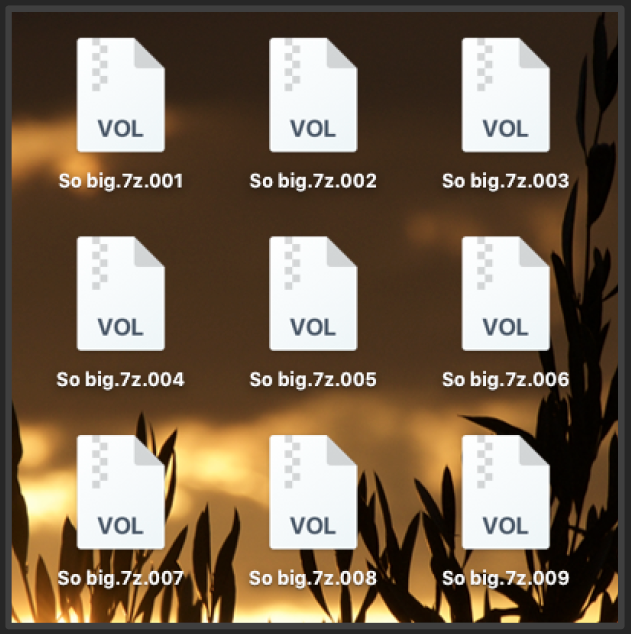 VOL VOL VOL
So big.7z.001 So big.7z.002 So big.7z.003
VOL VOL VOL
So big.7z.004 So big.7z.005 So big.7z.006
VOL VOL VOL
So big.7z.007 So big.7z.008 So big.7z.009